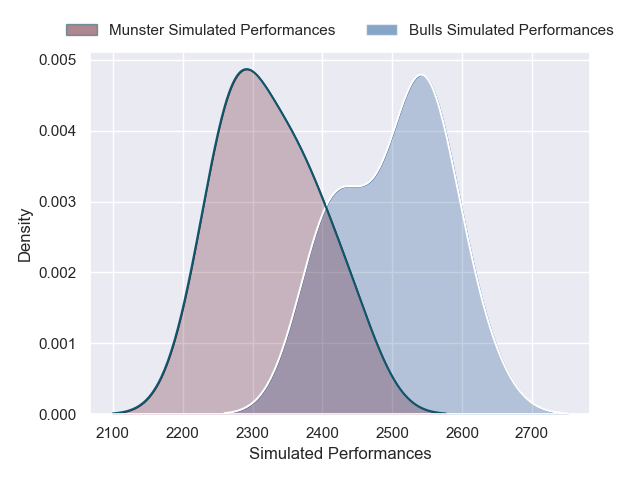 Munster Simulated Performances Bulls Simulated Performances
0.005
0.004
0.003
0.002
0.001
0.000
Density
2100 2200 2300 2400 2500 2600 2700
Simulated Performances